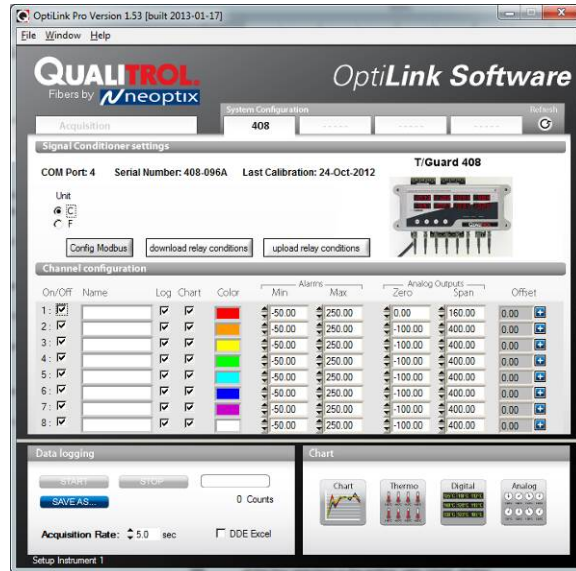 OptiLink Pro Version 1.53 [built 2013-01-17]
File Window Help
QUALITROL.
Fibers by neoptix
OptiLink Software
System Configuration Refresh
Acquisition 408 ----- ----- -----
Signal Conditioner settings
COM Port: 4 Serial Number: 408-096A Last Calibration: 24-Oct-2012 T/Guard 408
Unit
C
F
Config Modbus download relay conditions upload relay conditions
Channel configuration
Alarms Analog Outputs
On/Off Name Log Chart Color Min Max Zero Span Offset
1: -50.00 250.00 0.00 160.00 0.00
2: -50.00 250.00 -100.00 400.00 0.00
3: -50.00 250.00 -100.00 400.00 0.00
4: -50.00 250.00 -100.00 400.00 0.00
5: -50.00 250.00 -100.00 400.00 0.00
6: -50.00 250.00 -100.00 400.00 0.00
7: -50.00 250.00 -100.00 400.00 0.00
8: -50.00 250.00 -100.00 400.00 0.00
Data logging Chart
START STOP
SAVE AS... 0 Counts
Chart Thermo Digital Analog
Acquisition Rate: 5.0 sec DDE Excel
Setup Instrument 1